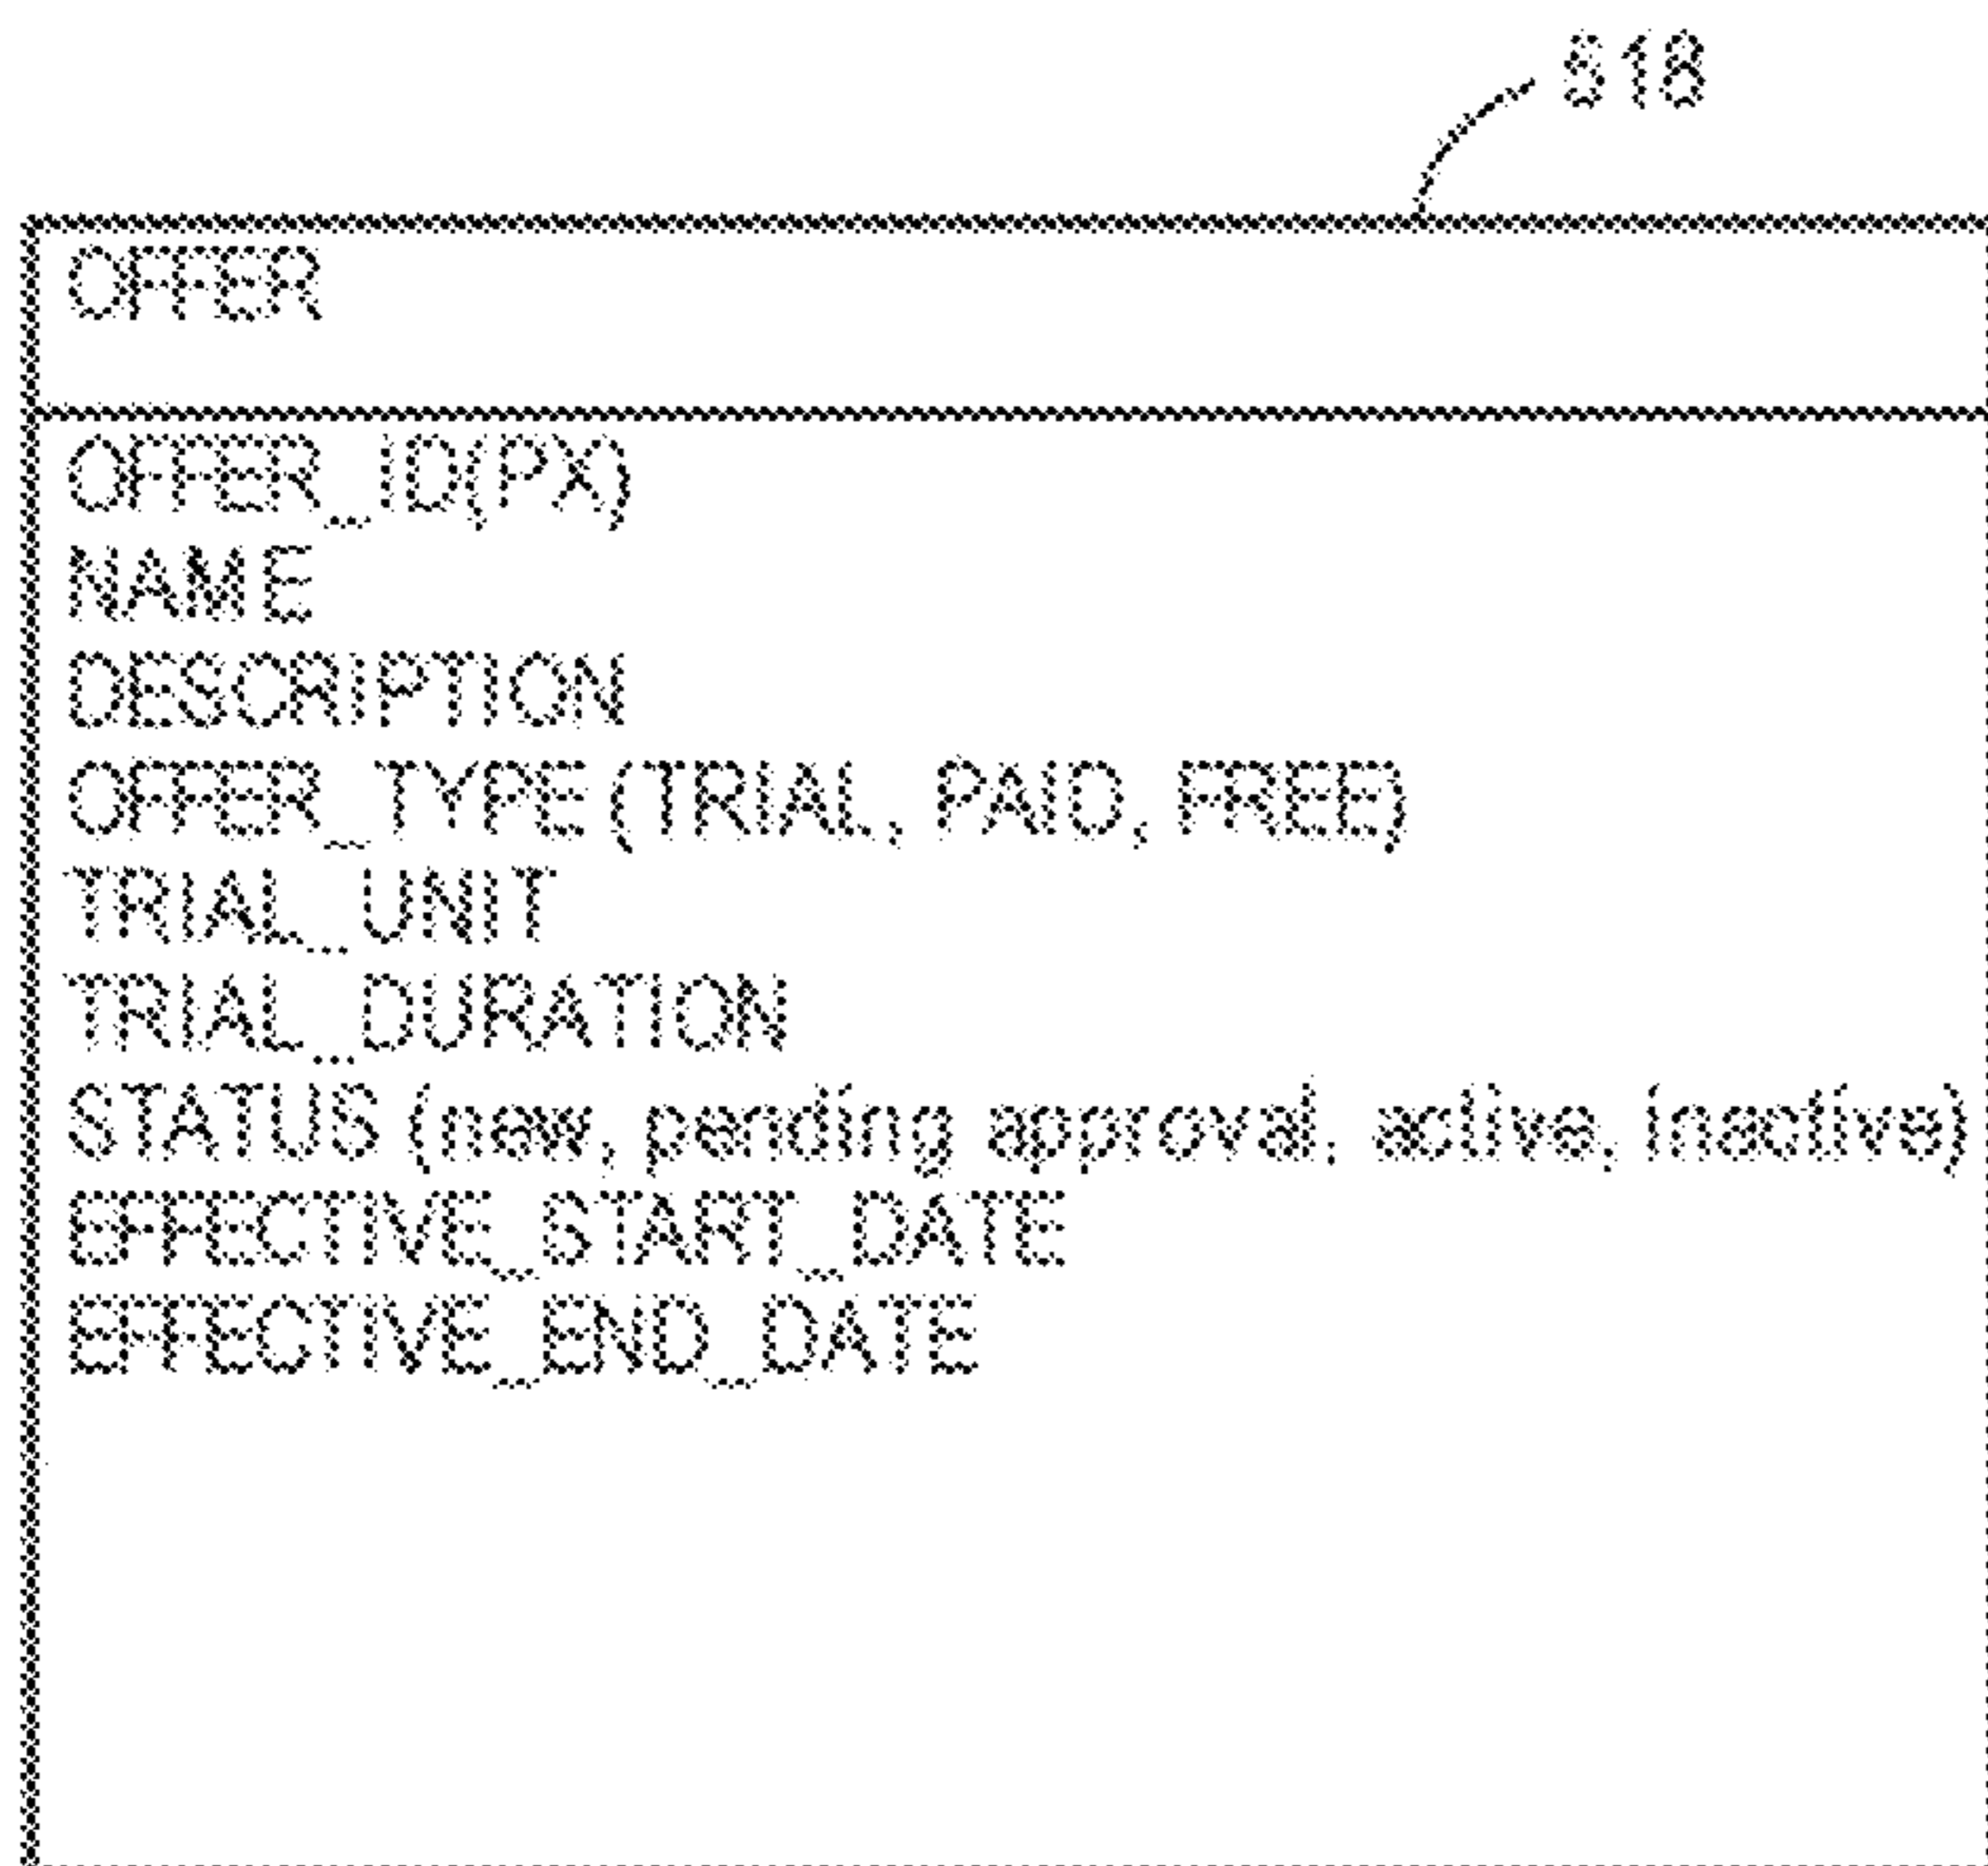 518
OFFER
OFFER_ID(PX)
NAME
DESCRIPTION
OFFER_TYPE (TRIAL, PAID, FREE)
TRIAL_UNIT
TRIAL_DURATION
STATUS (new, pending approval, active, Inactive)
EFFECTIVE_START_DATE
EFFECTIVE_END_DATE